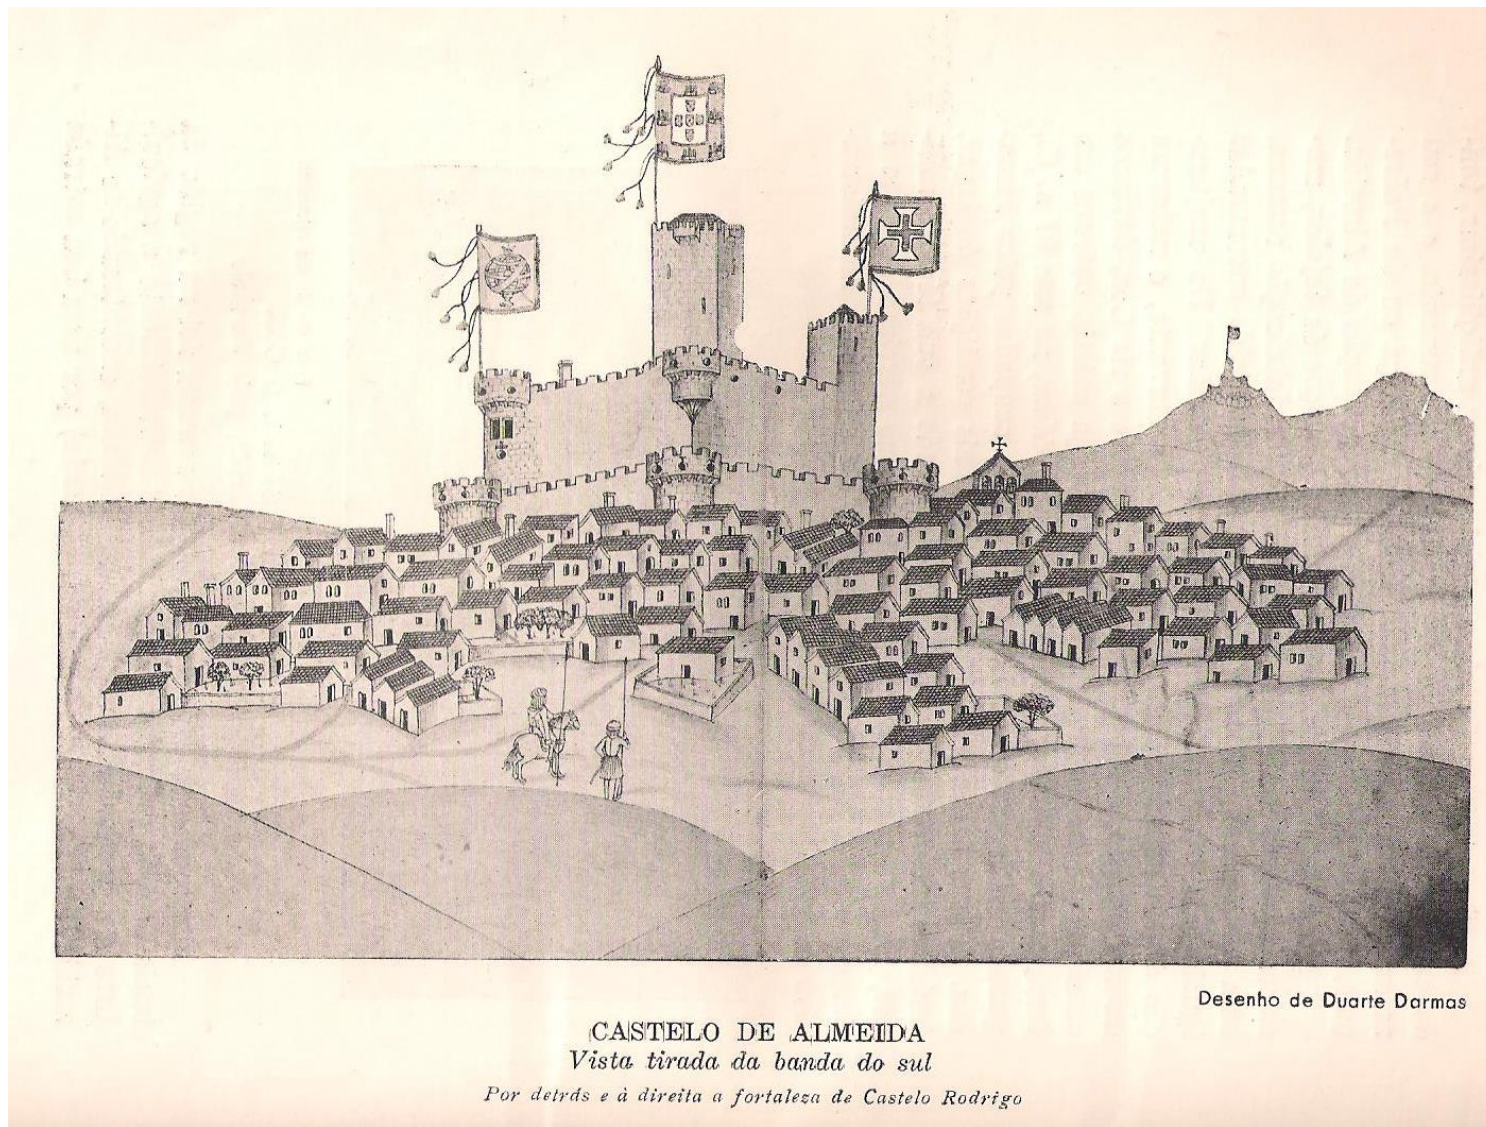 Desenho de Duarte Darmas
CASTELO DE ALMEIDA
Vista tirada da banda do sul
Por detrás e à direita a fortaleza de Castelo Rodrigo